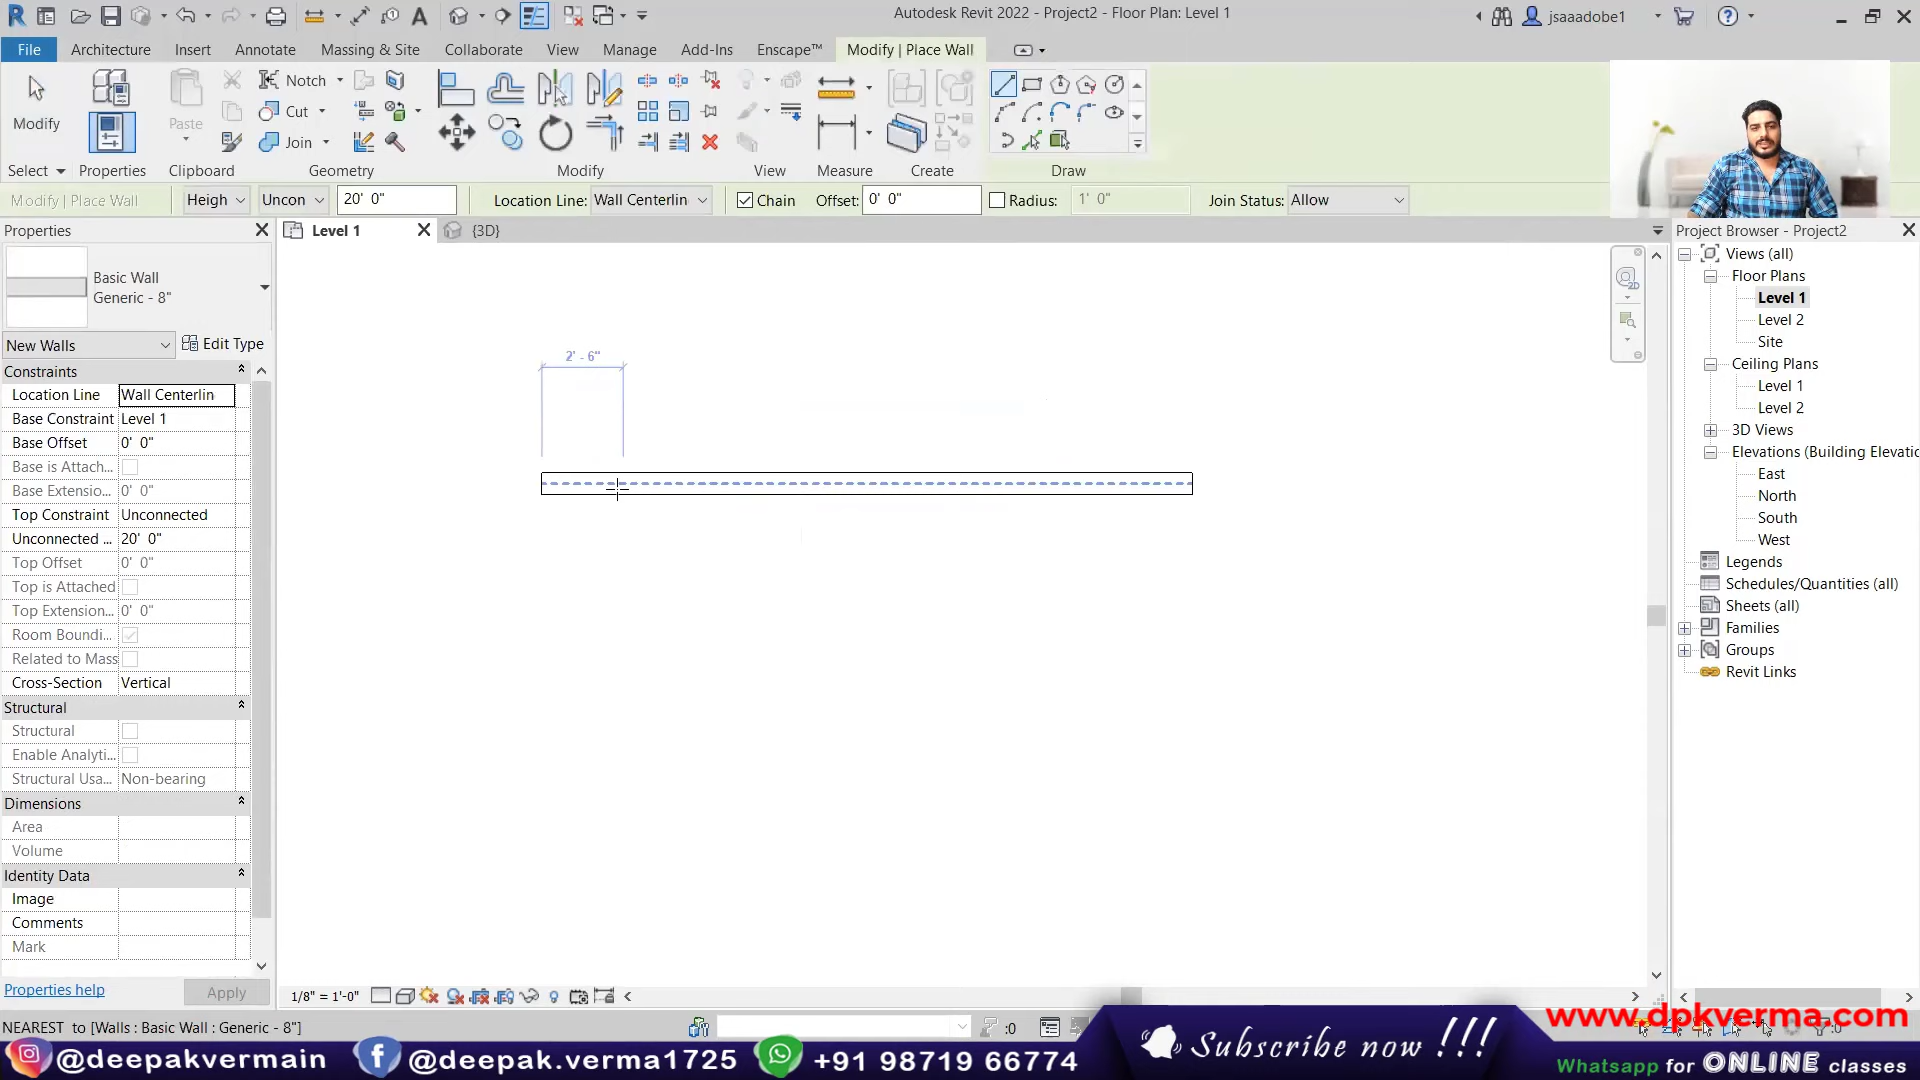 Autodesk Revit 2022 - Project2 - Floor Plan: Level 1
jsaaadobe1
File Architecture Insert Annotate Massing & Site Collaborate View Manage Add-Ins Enscape™ Modify | Place Wall
Modify
Paste
Notch
Cut
Join
Select Properties Clipboard Geometry Modify View Measure Create Draw
Modify | Place Wall Heigh Uncon 20' 0" Location Line: Wall Centerlin Chain Offset: 0' 0" Radius: 1' 0" Join Status: Allow
Properties
Level 1
{3D}
Project Browser - Project2
Basic Wall
Generic - 8"
New Walls
Edit Type
Constraints
Location Line Wall Centerlin
Base Constraint Level 1
Base Offset 0' 0"
Base is Attach...
Base Extensio... 0' 0"
Top Constraint Unconnected
Unconnected ... 20' 0"
Top Offset 0' 0"
Top is Attached
Top Extension... 0' 0"
Room Boundi...
Related to Mass
Cross-Section Vertical
Structural
Structural
Enable Analyti...
Structural Usa... Non-bearing
Dimensions
Area
Volume
Identity Data
Image
Comments
Mark
Properties help
Apply
2' - 6"
2D
Views (all)
Floor Plans
Level 1
Level 2
Site
Ceiling Plans
Level 1
Level 2
3D Views
Elevations (Building Elevatio
East
North
South
West
Legends
Schedules/Quantities (all)
Sheets (all)
Families
Groups
Revit Links
1/8" = 1'-0"
NEAREST to [Walls : Basic Wall : Generic - 8"]
:0
:0
www.dpkverma.com
@deepakvermain
@deepak.verma1725
+91 98719 66774
Subscribe now !!!
Whatsapp for ONLINE classes